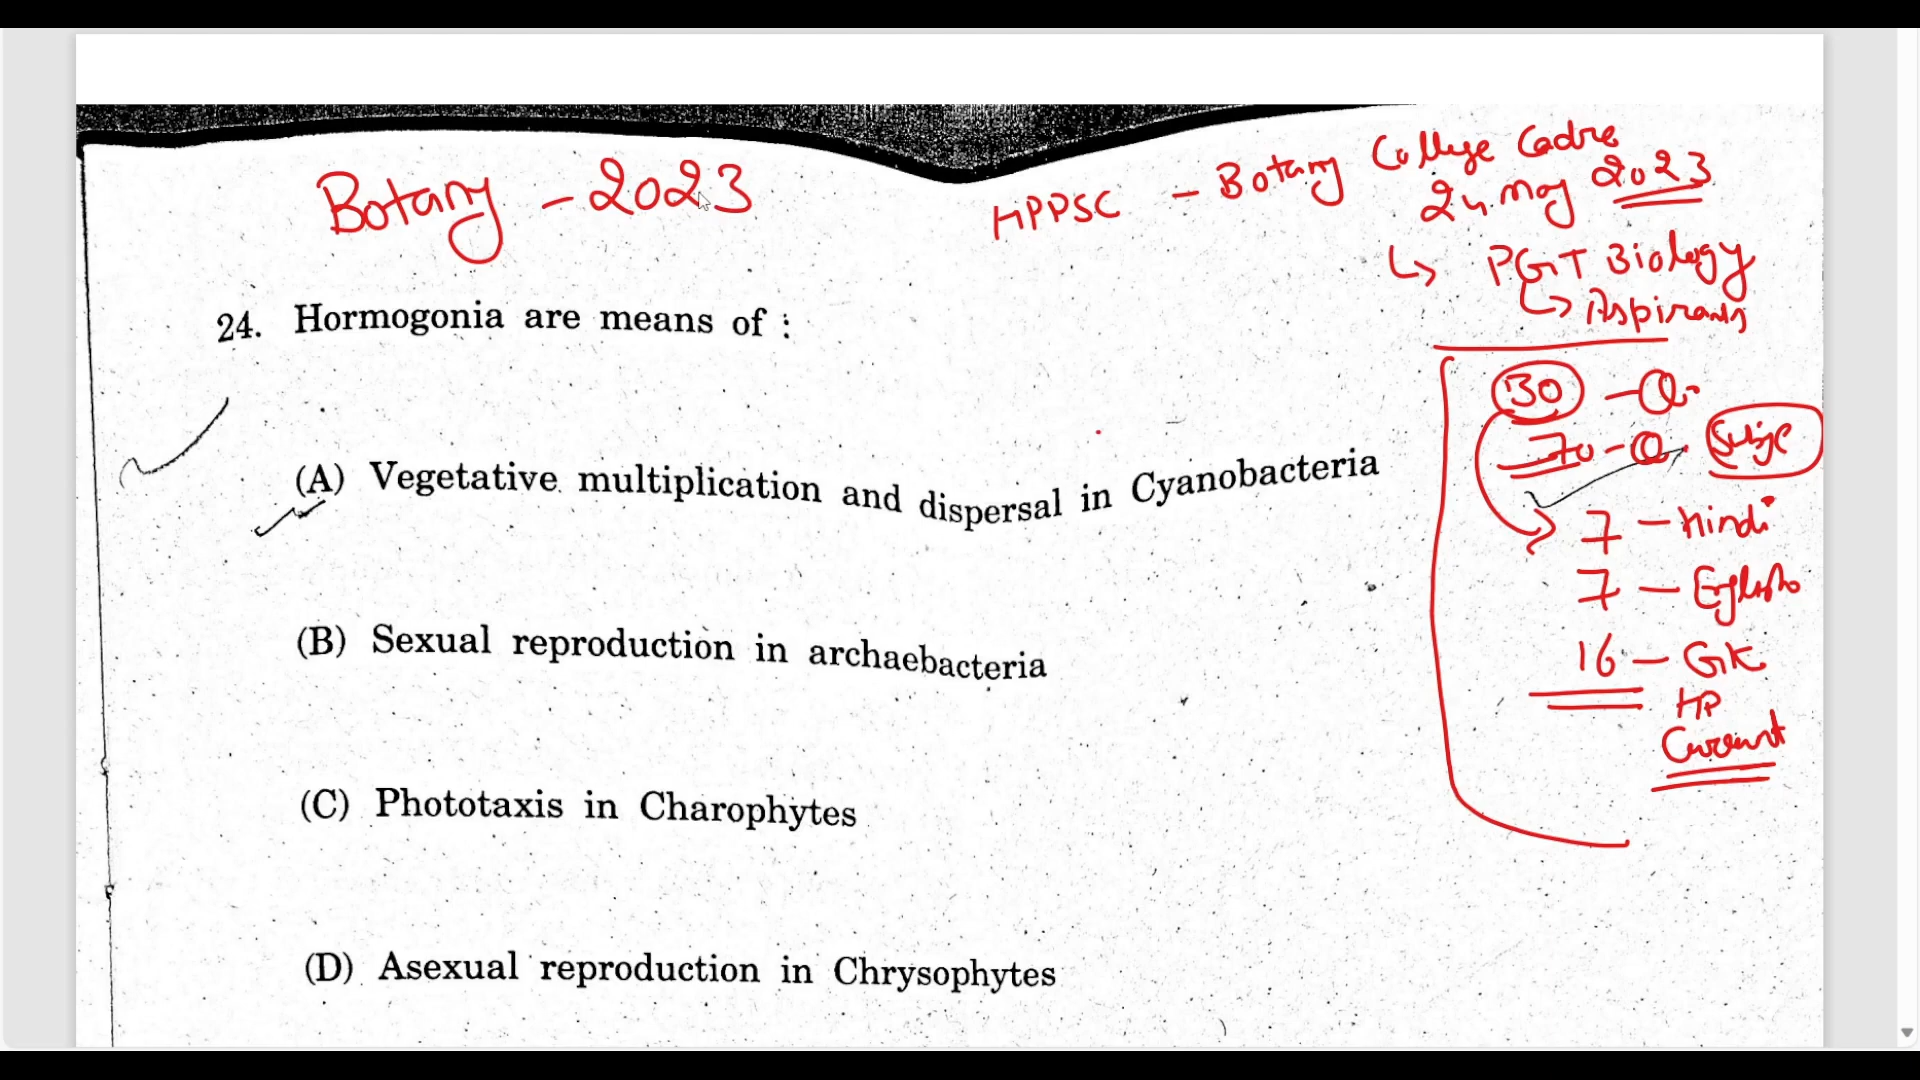 Botany - 2023
HPPSC - Botany College Cadre
24 May 2023
↳ PGT Biology
↳ Aspirants
24. Hormogonia are means of :
(A) Vegetative multiplication and dispersal in Cyanobacteria
(B) Sexual reproduction in archaebacteria
(C) Phototaxis in Charophytes
(D) Asexual reproduction in Chrysophytes
30 - Q.
70 - Q.
7 - Hindi
7 - English
16 - GK
HP
Current